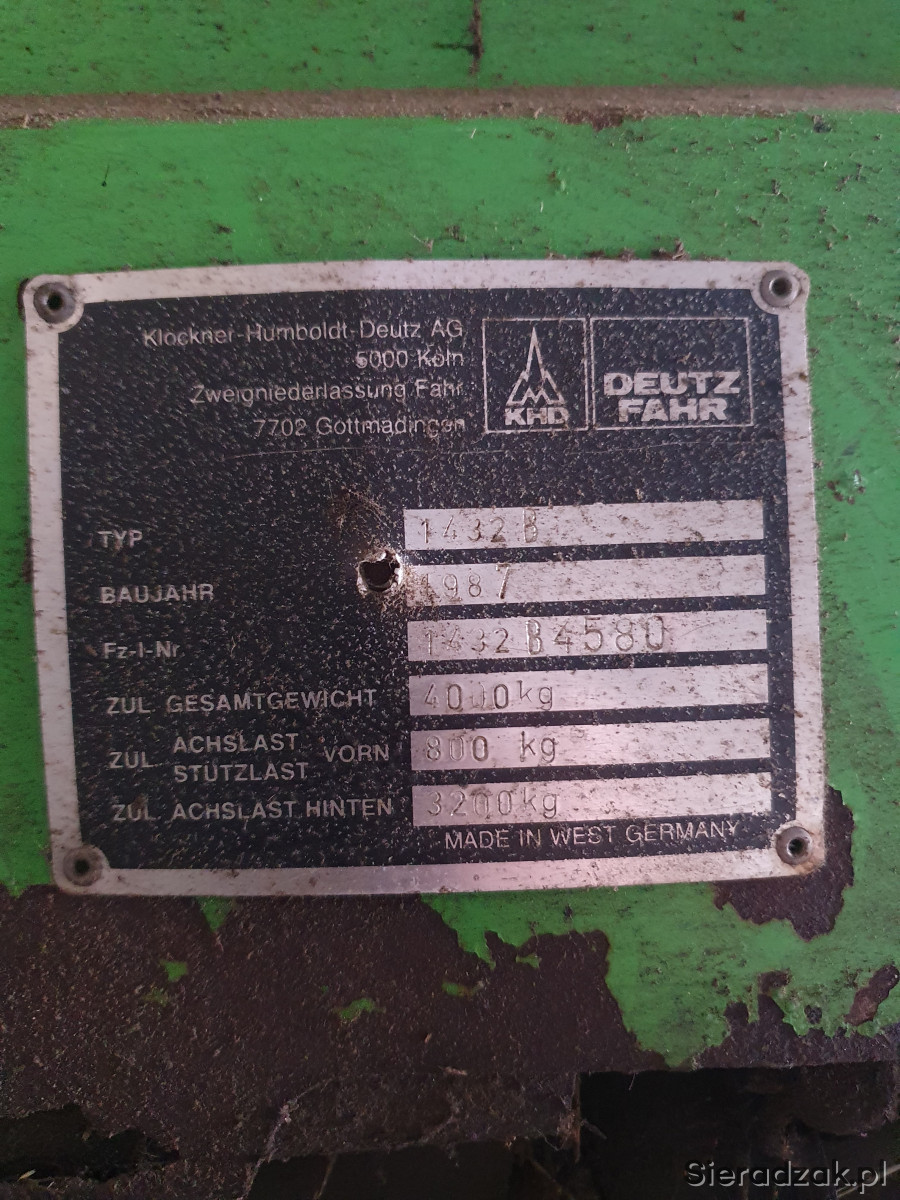 Klöckner-Humboldt-Deutz AG
5000 Köln
Zweigniederlassung Fahr
7702 Gottmadingen
KHD
DEUTZ
FAHR
TYP 1432 B
BAUJAHR 1987
Fz-I-Nr 1432 B4580
ZUL GESAMTGEWICHT 4000kg
ZUL ACHSLAST STÜTZLAST VORN 800 kg
ZUL ACHSLAST HINTEN 3200kg
MADE IN WEST GERMANY
Sieradzak.pl